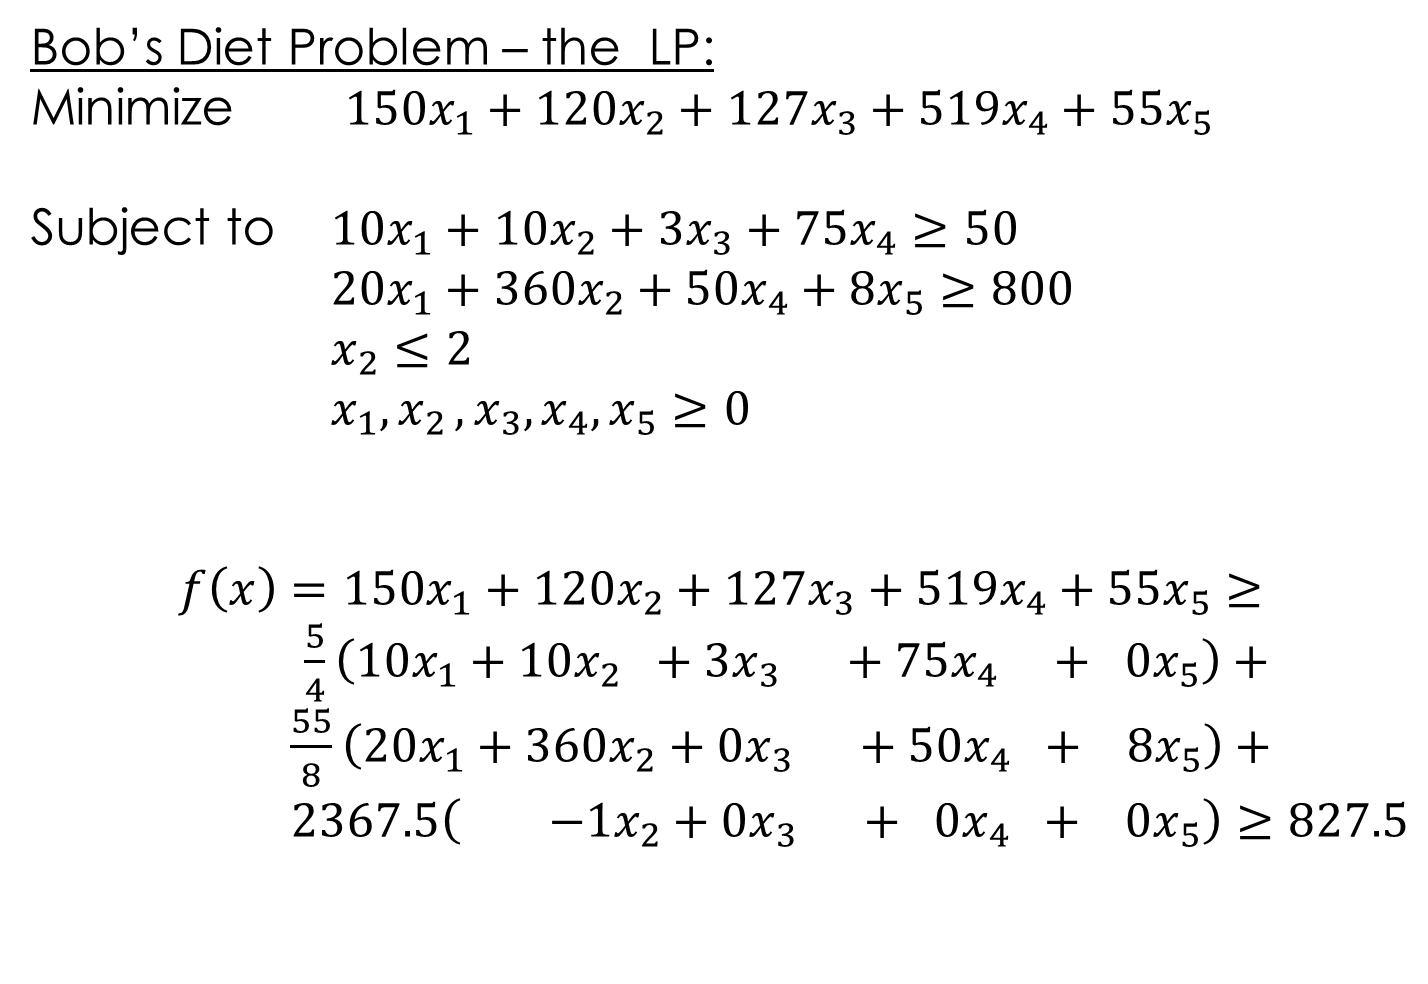 Bob's Diet Problem – the LP:
Minimize 150x₁ + 120x₂ + 127x₃ + 519x₄ + 55x₅
Subject to 10x₁ + 10x₂ + 3x₃ + 75x₄ ≥ 50
20x₁ + 360x₂ + 50x₄ + 8x₅ ≥ 800
x₂ ≤ 2
x₁, x₂ , x₃, x₄, x₅ ≥ 0
f(x) = 150x₁ + 120x₂ + 127x₃ + 519x₄ + 55x₅ ≥
5/4 (10x₁ + 10x₂ + 3x₃ + 75x₄ + 0x₅) +
55/8 (20x₁ + 360x₂ + 0x₃ + 50x₄ + 8x₅) +
2367.5( −1x₂ + 0x₃ + 0x₄ + 0x₅) ≥ 827.5